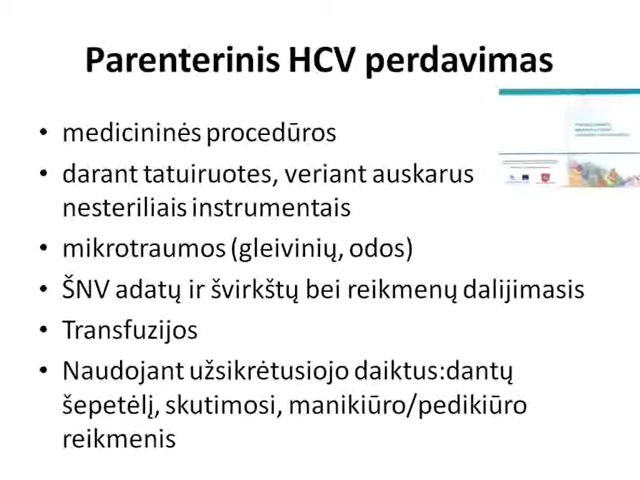 Parenterinis HCV perdavimas
• medicininės procedūros
• darant tatuiruotes, veriant auskarus
nesteriliais instrumentais
• mikrotraumos (gleivinių, odos)
• ŠNV adatų ir švirkštų bei reikmenų dalijimasis
• Transfuzijos
• Naudojant užsikrėtusiojo daiktus:dantų
šepetėlį, skutimosi, manikiūro/pedikiūro
reikmenis